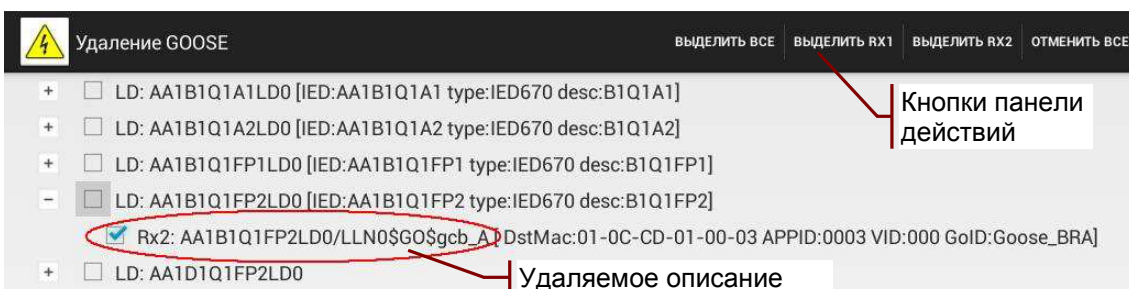 Удаление GOOSE ВЫДЕЛИТЬ ВСЕ ВЫДЕЛИТЬ RX1 ВЫДЕЛИТЬ RX2 ОТМЕНИТЬ ВСЕ
+ LD: AA1B1Q1A1LD0 [IED:AA1B1Q1A1 type:IED670 desc:B1Q1A1]
Кнопки панели
действий
+ LD: AA1B1Q1A2LD0 [IED:AA1B1Q1A2 type:IED670 desc:B1Q1A2]
+ LD: AA1B1Q1FP1LD0 [IED:AA1B1Q1FP1 type:IED670 desc:B1Q1FP1]
- LD: AA1B1Q1FP2LD0 [IED:AA1B1Q1FP2 type:IED670 desc:B1Q1FP2]
Rx2: AA1B1Q1FP2LD0/LLN0$GO$gcb_A [ DstMac:01-0C-CD-01-00-03 APPID:0003 VID:000 GoID:Goose_BRA]
+ LD: AA1D1Q1FP2LD0
Удаляемое описание